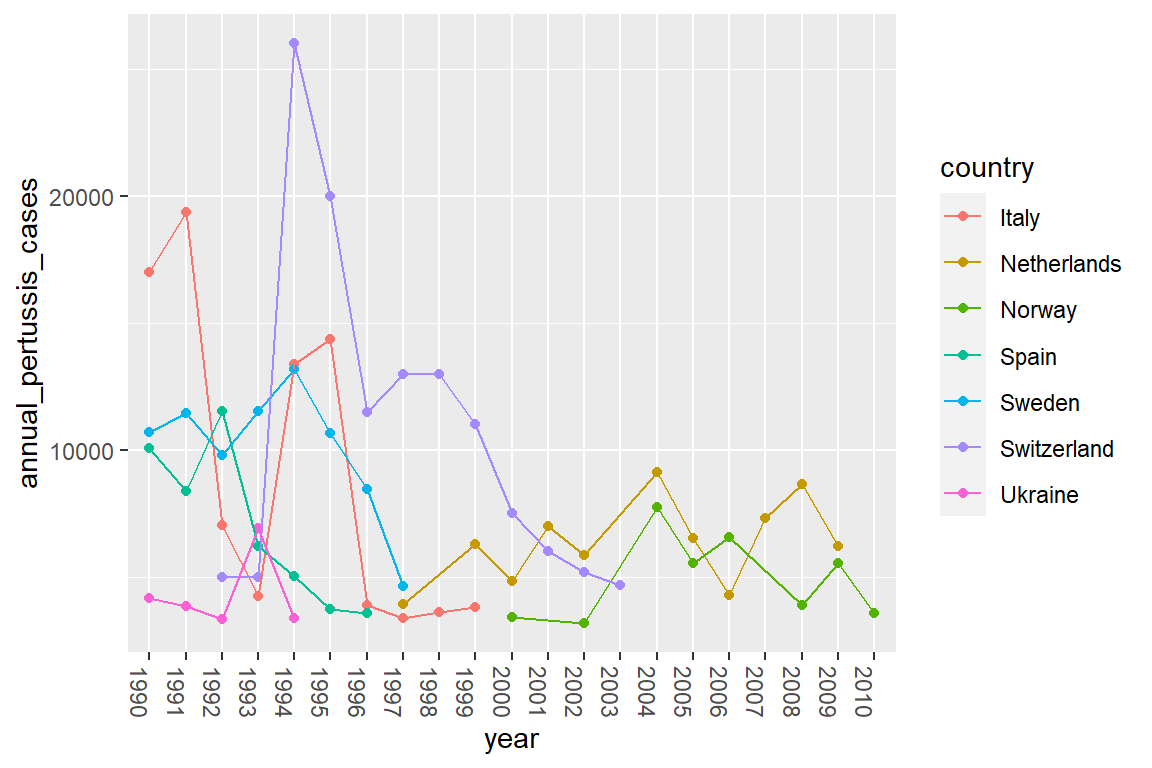 annual_pertussis_cases
20000
10000
1990
1991
1992
1993
1994
1995
1996
1997
1998
1999
2000
2001
2002
2003
2004
2005
2006
2007
2008
2009
2010
year
country
Italy
Netherlands
Norway
Spain
Sweden
Switzerland
Ukraine